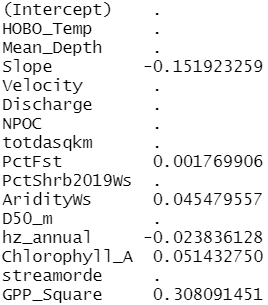 (Intercept) .
HOBO_Temp .
Mean_Depth .
Slope -0.151923259
Velocity .
Discharge .
NPOC .
totdasqkm .
PctFst 0.001769906
PctShrb2019Ws .
AridityWs 0.045479557
D50_m .
hz_annual -0.023836128
Chlorophyll_A 0.051432750
streamorde .
GPP_Square 0.308091451